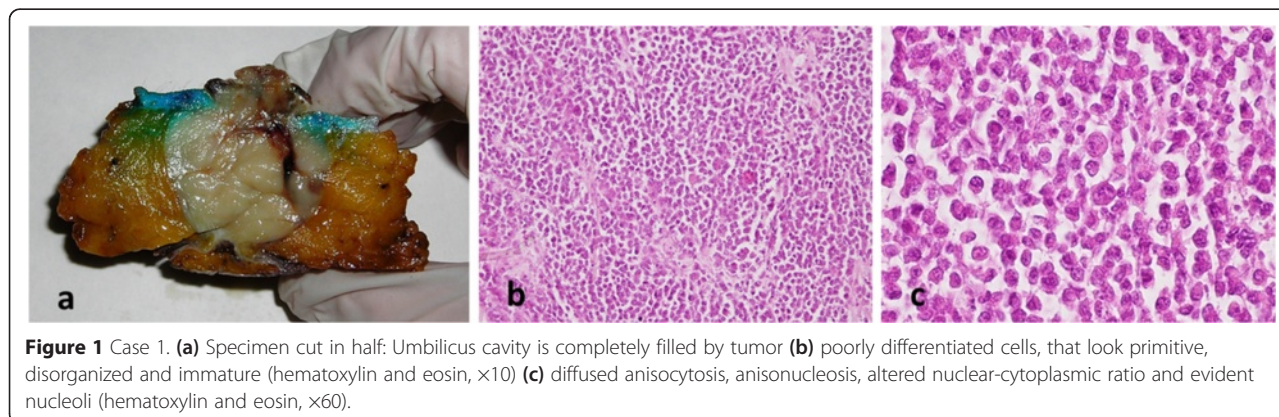 a
b
c
Figure 1 Case 1. (a) Specimen cut in half: Umbilicus cavity is completely filled by tumor (b) poorly differentiated cells, that look primitive,
disorganized and immature (hematoxylin and eosin, ×10) (c) diffused anisocytosis, anisonucleosis, altered nuclear-cytoplasmic ratio and evident
nucleoli (hematoxylin and eosin, ×60).